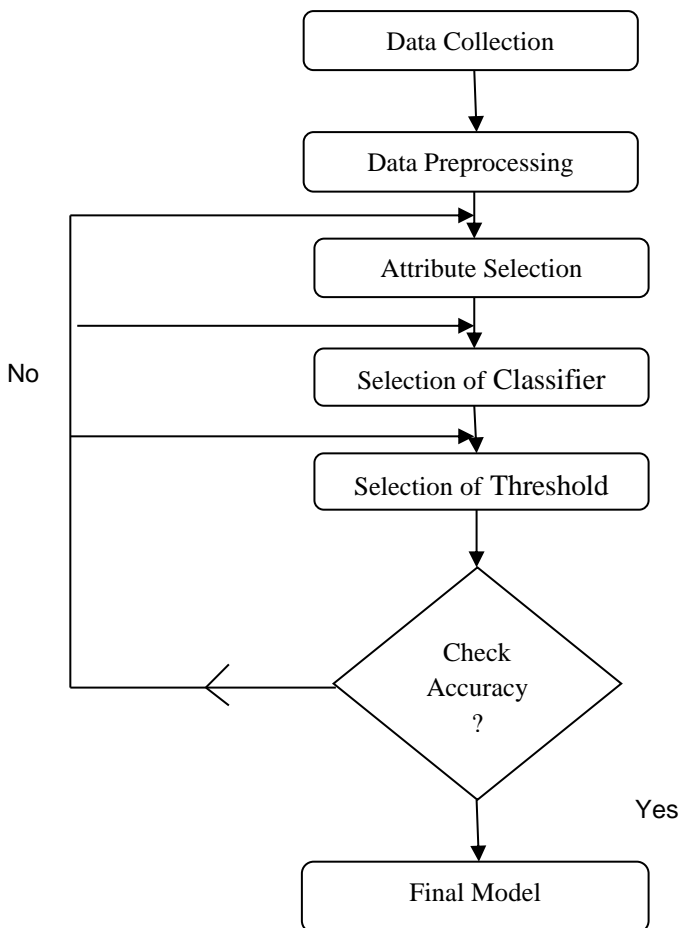 Data Collection
Data Preprocessing
Attribute Selection
No
Selection of Classifier
Selection of Threshold
Check
Accuracy
?
Yes
Final Model